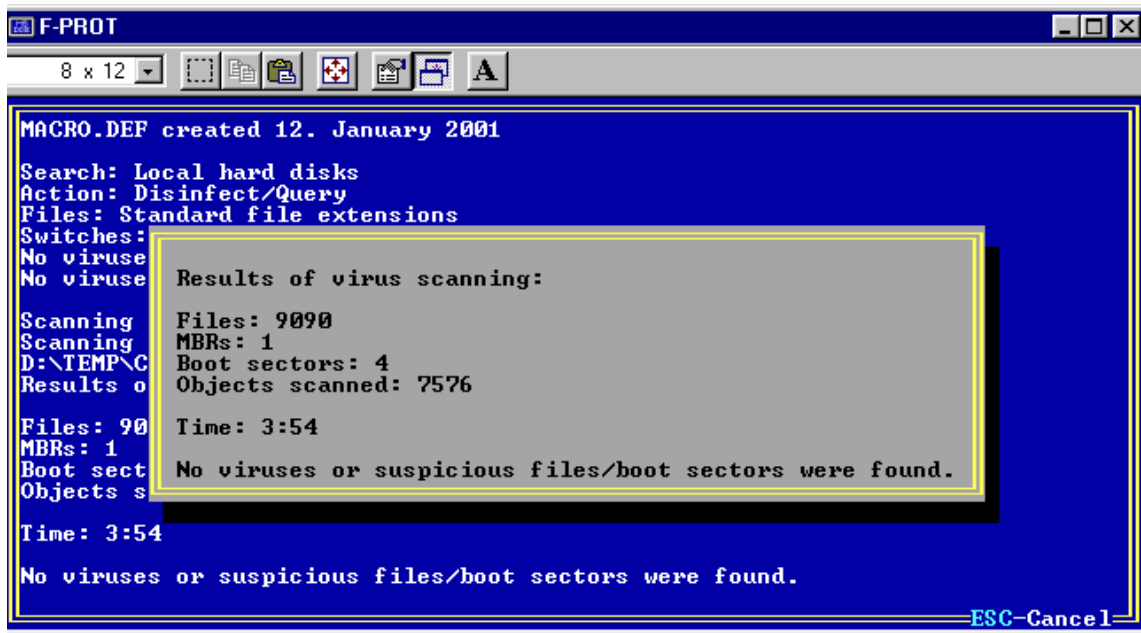 F-PROT
8 x 12
A
MACRO.DEF created 12. January 2001
Search: Local hard disks
Action: Disinfect/Query
Files: Standard file extensions
Switches:
No viruse
No viruse
Scanning
Scanning
D:\TEMP\C
Results o
Files: 90
MBRs: 1
Boot sect
Objects s
Time: 3:54
No viruses or suspicious files/boot sectors were found.
Results of virus scanning:
Files: 9090
MBRs: 1
Boot sectors: 4
Objects scanned: 7576
Time: 3:54
No viruses or suspicious files/boot sectors were found.
ESC-Cancel